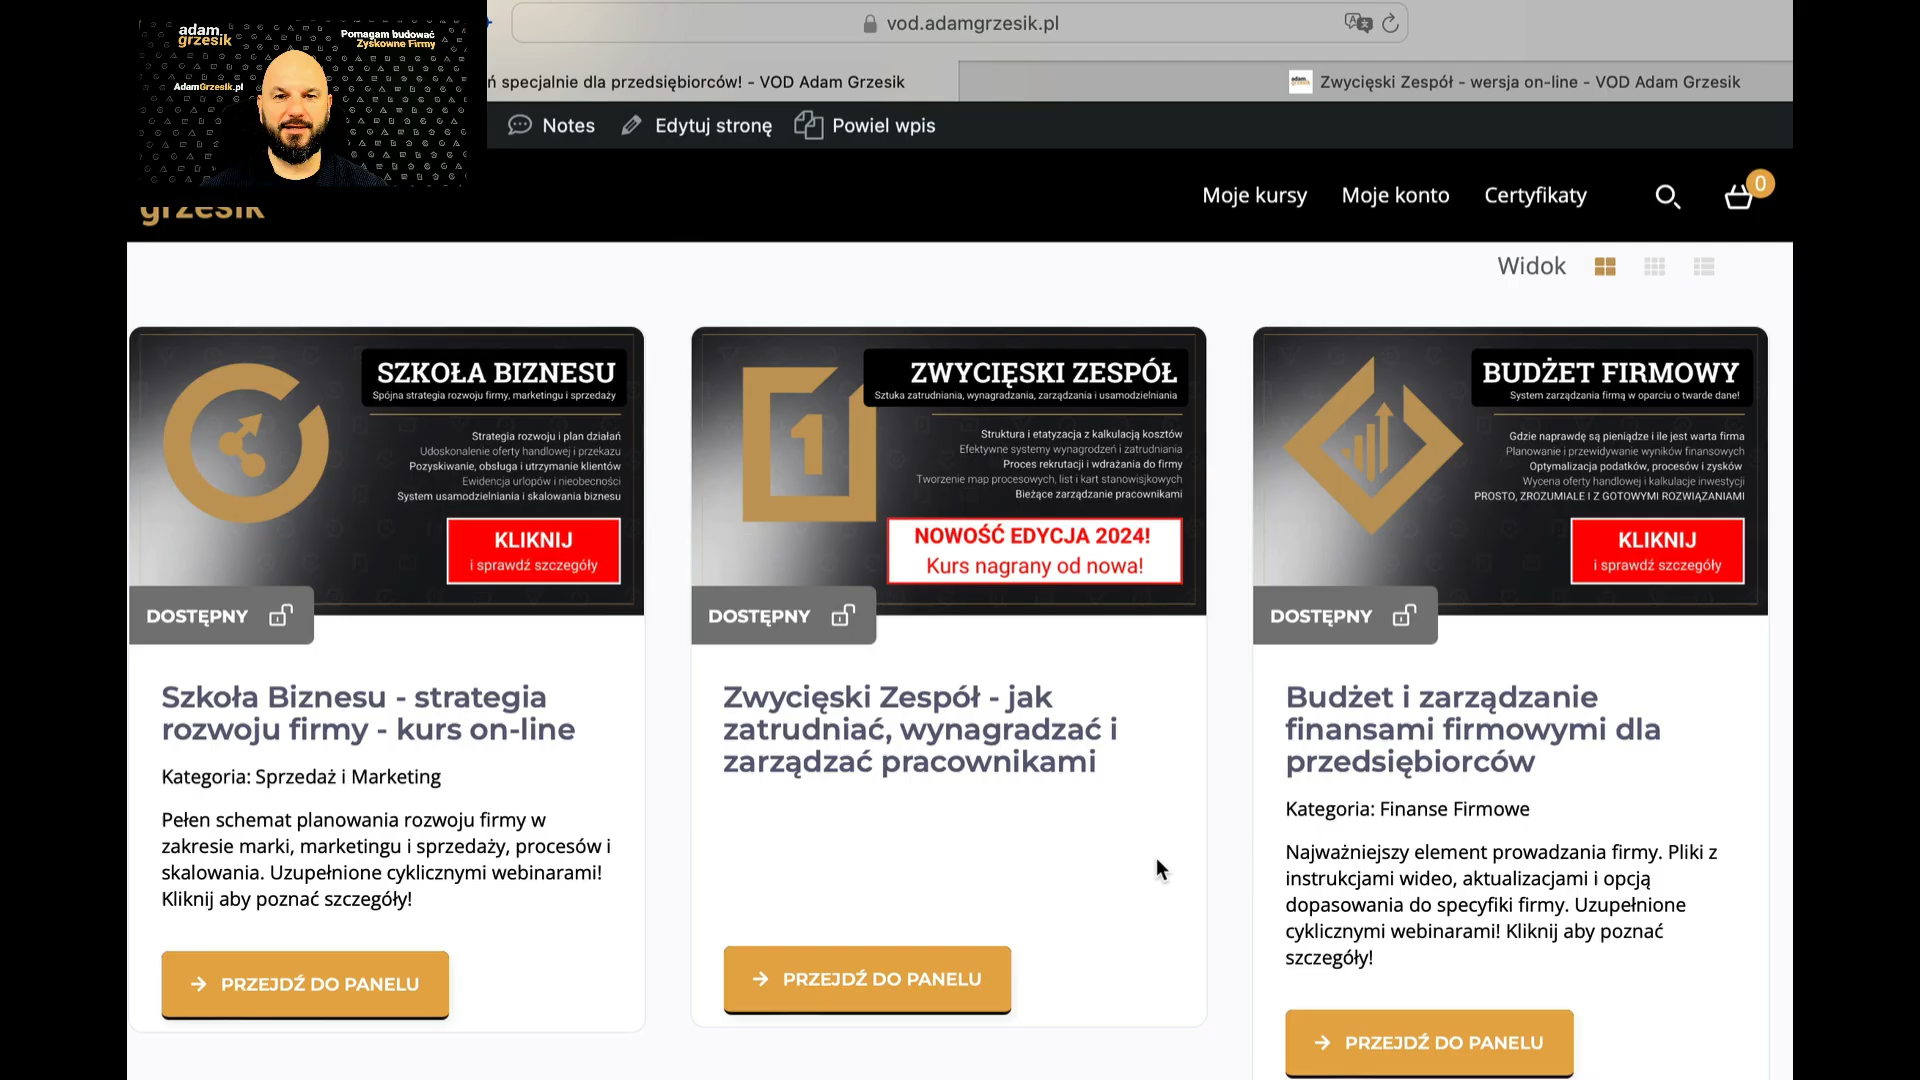 adam
grzesik
Pomagam budować
Zyskowne Firmy
AdamGrzesik.pl
vod.adamgrzesik.pl
ń specjalnie dla przedsiębiorców! - VOD Adam Grzesik
Zwycięski Zespół - wersja on-line - VOD Adam Grzesik
Notes
Edytuj stronę
Powiel wpis
grzesik
Moje kursy
Moje konto
Certyfikaty
0
Widok
SZKOŁA BIZNESU
Spójna strategia rozwoju firmy, marketingu i sprzedaży
Strategia rozwoju i plan działań
Udoskonalenie oferty handlowej i przekazu
Pozyskiwanie, obsługa i utrzymanie klientów
Ewidencja urlopów i nieobecności
System usamodzielniania i skalowania biznesu
KLIKNIJ
i sprawdź szczegóły
DOSTĘPNY
Szkoła Biznesu - strategia
rozwoju firmy - kurs on-line
Kategoria: Sprzedaż i Marketing
Pełen schemat planowania rozwoju firmy w
zakresie marki, marketingu i sprzedaży, procesów i
skalowania. Uzupełnione cyklicznymi webinarami!
Kliknij aby poznać szczegóły!
PRZEJDŹ DO PANELU
ZWYCIĘSKI ZESPÓŁ
Sztuka zatrudniania, wynagradzania, zarządzania i usamodzielniania
1
Struktura i etatyzacja z kalkulacją kosztów
Efektywne systemy wynagrodzeń i zatrudniania
Proces rekrutacji i wdrażania do firmy
Tworzenie map procesowych, list i kart stanowisjkowych
Bieżące zarządzanie pracownikami
NOWOŚĆ EDYCJA 2024!
Kurs nagrany od nowa!
DOSTĘPNY
Zwycięski Zespół - jak
zatrudniać, wynagradzać i
zarządzać pracownikami
PRZEJDŹ DO PANELU
BUDŻET FIRMOWY
System zarządzania firmą w oparciu o twarde dane!
Gdzie naprawdę są pieniądze i ile jest warta firma
Planowanie i przewidywanie wyników finansowych
Optymalizacja podatków, procesów i zysków
Wycena oferty handlowej i kalkulacje inwestycji
PROSTO, ZROZUMIALE I Z GOTOWYMI ROZWIĄZANIAMI
KLIKNIJ
i sprawdź szczegóły
DOSTĘPNY
Budżet i zarządzanie
finansami firmowymi dla
przedsiębiorców
Kategoria: Finanse Firmowe
Najważniejszy element prowadzania firmy. Pliki z
instrukcjami wideo, aktualizacjami i opcją
dopasowania do specyfiki firmy. Uzupełnione
cyklicznymi webinarami! Kliknij aby poznać
szczegóły!
PRZEJDŹ DO PANELU